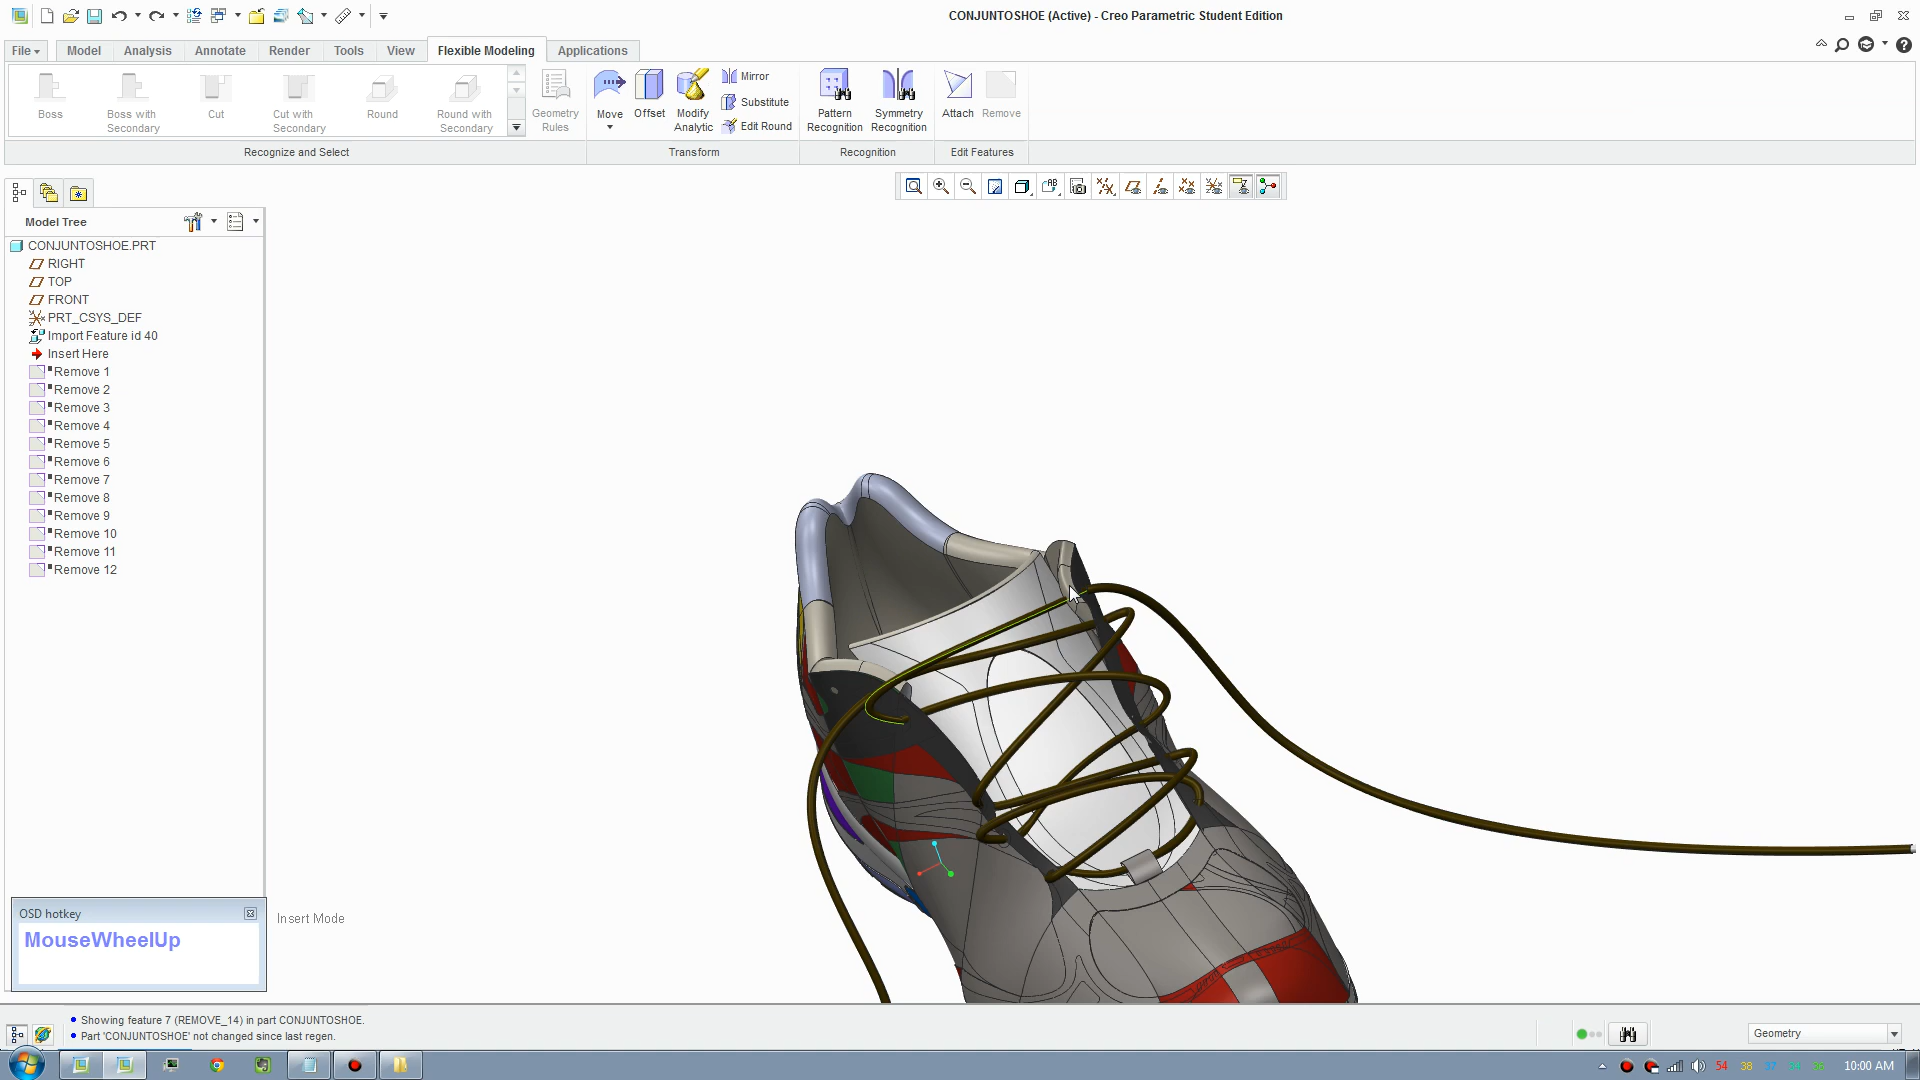 CONJUNTOSHOE (Active) - Creo Parametric Student Edition
File
Model
Analysis
Annotate
Render
Tools
View
Flexible Modeling
Applications
Boss
Boss with
Secondary
Cut
Cut with
Secondary
Round
Round with
Secondary
Geometry
Rules
Move
Offset
Modify
Analytic
Mirror
Substitute
Edit Round
Pattern
Recognition
Symmetry
Recognition
Attach
Remove
Recognize and Select
Transform
Recognition
Edit Features
Model Tree
CONJUNTOSHOE.PRT
RIGHT
TOP
FRONT
PRT_CSYS_DEF
Import Feature id 40
Insert Here
Remove 1
Remove 2
Remove 3
Remove 4
Remove 5
Remove 6
Remove 7
Remove 8
Remove 9
Remove 10
Remove 11
Remove 12
OSD hotkey
MouseWheelUp
Insert Mode
Showing feature 7 (REMOVE_14) in part CONJUNTOSHOE.
Part 'CONJUNTOSHOE' not changed since last regen.
Geometry
54 38 10:00 AM